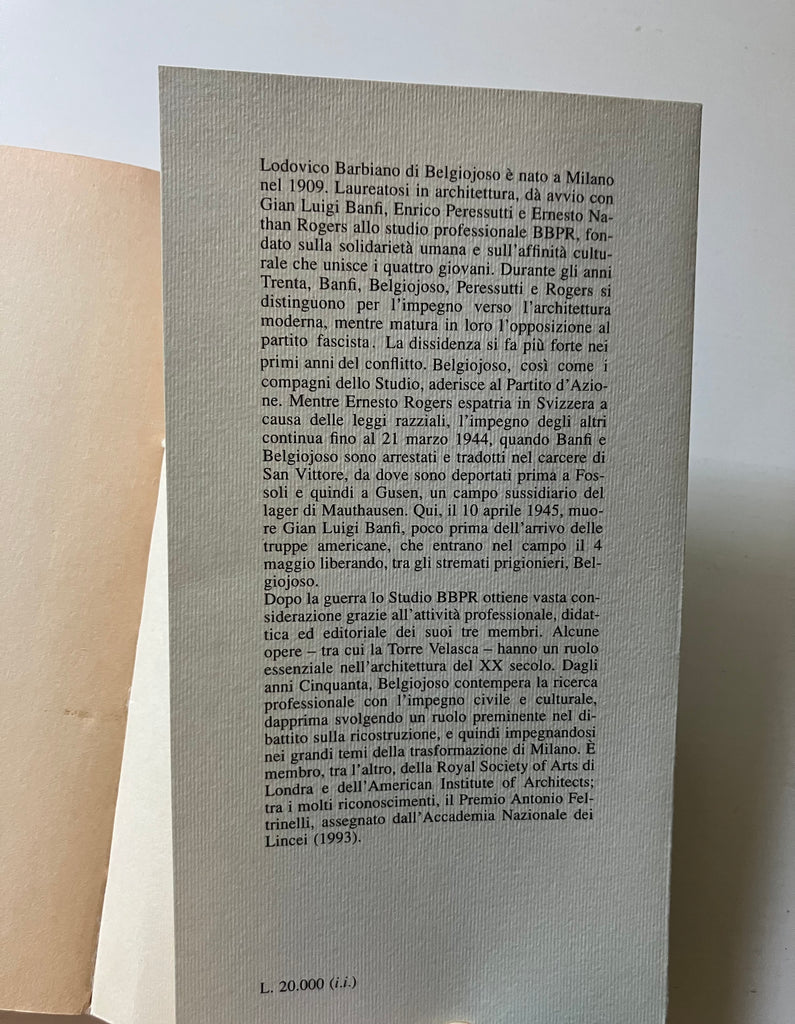 Lodovico Barbiano di Belgiojoso è nato a Milano
nel 1909. Laureatosi in architettura, dà avvio con
Gian Luigi Banfi, Enrico Peressutti e Ernesto Na-
than Rogers allo studio professionale BBPR, fon-
dato sulla solidarietà umana e sull'affinità cultu-
rale che unisce i quattro giovani. Durante gli anni
Trenta, Banfi, Belgiojoso, Peressutti e Rogers si
distinguono per l'impegno verso l'architettura
moderna, mentre matura in loro l'opposizione al
partito fascista. La dissidenza si fa più forte nei
primi anni del conflitto. Belgiojoso, così come i
compagni dello Studio, aderisce al Partito d'Azio-
ne. Mentre Ernesto Rogers espatria in Svizzera a
causa delle leggi razziali, l'impegno degli altri
continua fino al 21 marzo 1944, quando Banfi e
Belgiojoso sono arrestati e tradotti nel carcere di
San Vittore, da dove sono deportati prima a Fos-
soli e quindi a Gusen, un campo sussidiario del
lager di Mauthausen. Qui, il 10 aprile 1945, muo-
re Gian Luigi Banfi, poco prima dell'arrivo delle
truppe americane, che entrano nel campo il 4
maggio liberando, tra gli stremati prigionieri, Bel-
giojoso.
Dopo la guerra lo Studio BBPR ottiene vasta con-
siderazione grazie all'attività professionale, didat-
tica ed editoriale dei suoi tre membri. Alcune
opere – tra cui la Torre Velasca – hanno un ruolo
essenziale nell'architettura del XX secolo. Dagli
anni Cinquanta, Belgiojoso contempera la ricerca
professionale con l'impegno civile e culturale,
dapprima svolgendo un ruolo preminente nel di-
battito sulla ricostruzione, e quindi impegnandosi
nei grandi temi della trasformazione di Milano. È
membro, tra l'altro, della Royal Society of Arts di
Londra e dell'American Institute of Architects;
tra i molti riconoscimenti, il Premio Antonio Fel-
trinelli, assegnato dall'Accademia Nazionale dei
Lincei (1993).
L. 20.000 (i.i.)